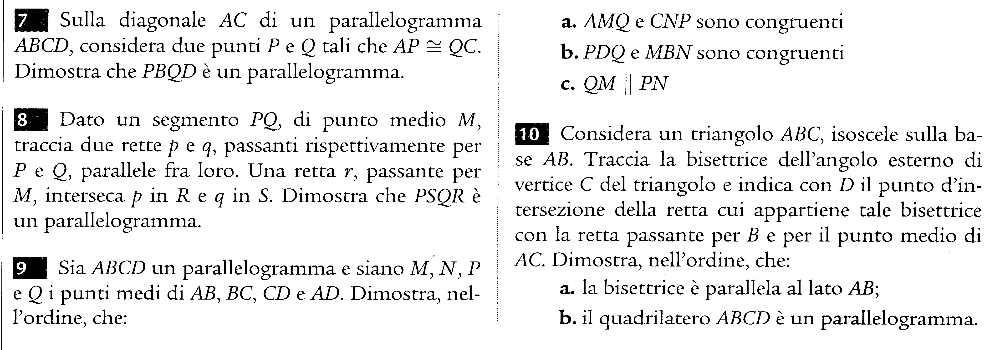 7 Sulla diagonale AC di un parallelogramma
ABCD, considera due punti P e Q tali che AP ≅ QC.
Dimostra che PBQD è un parallelogramma.
8 Dato un segmento PQ, di punto medio M,
traccia due rette p e q, passanti rispettivamente per
P e Q, parallele fra loro. Una retta r, passante per
M, interseca p in R e q in S. Dimostra che PSQR è
un parallelogramma.
9 Sia ABCD un parallelogramma e siano M, N, P
e Q i punti medi di AB, BC, CD e AD. Dimostra, nel-
l’ordine, che:
a. AMQ e CNP sono congruenti
b. PDQ e MBN sono congruenti
c. QM || PN
10 Considera un triangolo ABC, isoscele sulla ba-
se AB. Traccia la bisettrice dell’angolo esterno di
vertice C del triangolo e indica con D il punto d’in-
tersezione della retta cui appartiene tale bisettrice
con la retta passante per B e per il punto medio di
AC. Dimostra, nell’ordine, che:
a. la bisettrice è parallela al lato AB;
b. il quadrilatero ABCD è un parallelogramma.